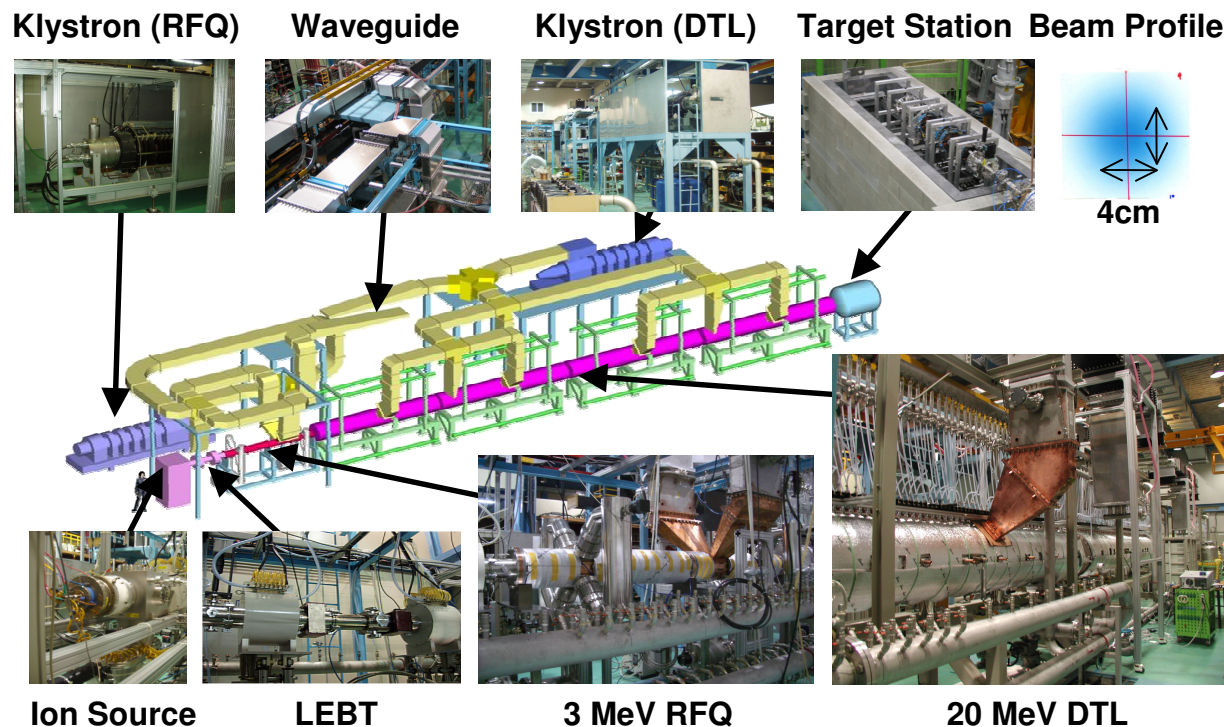 Klystron (RFQ)
Waveguide
Klystron (DTL)
Target Station
Beam Profile
4cm
Ion Source
LEBT
3 MeV RFQ
20 MeV DTL